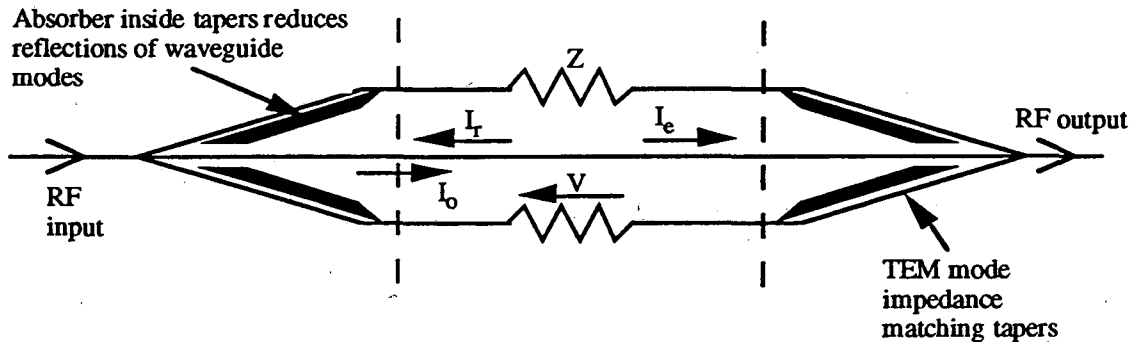 Absorber inside tapers reduces
reflections of waveguide
modes
Z
I_r
I_e
RF output
RF
input
I_o
V
TEM mode
impedance
matching tapers